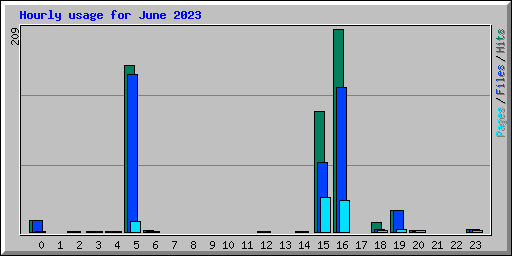 Hourly usage for June 2023
209
Pages/Files/Hits
0 1 2 3 4 5 6 7 8 9 10 11 12 13 14 15 16 17 18 19 20 21 22 23